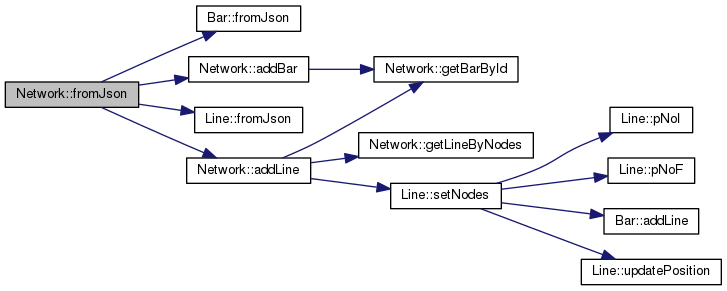 Network::fromJson
Bar::fromJson
Network::addBar
Line::fromJson
Network::addLine
Network::getBarById
Network::getLineByNodes
Line::setNodes
Line::pNoI
Line::pNoF
Bar::addLine
Line::updatePosition